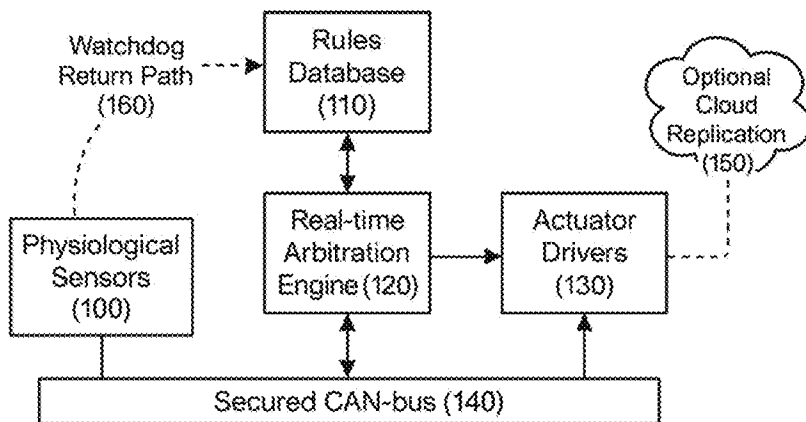 Watchdog
Return Path
(160)
Rules
Database
(110)
Optional
Cloud
Replication
(150)
Physiological
Sensors
(100)
Real-time
Arbitration
Engine (120)
Actuator
Drivers
(130)
Secured CAN-bus (140)